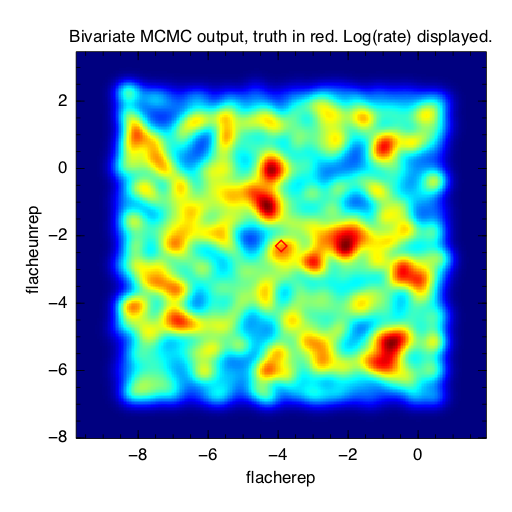 Bivariate MCMC output, truth in red. Log(rate) displayed.
2
0
−2
−4
−6
−8
flacheunrep
−8 −6 −4 −2 0
flacherep